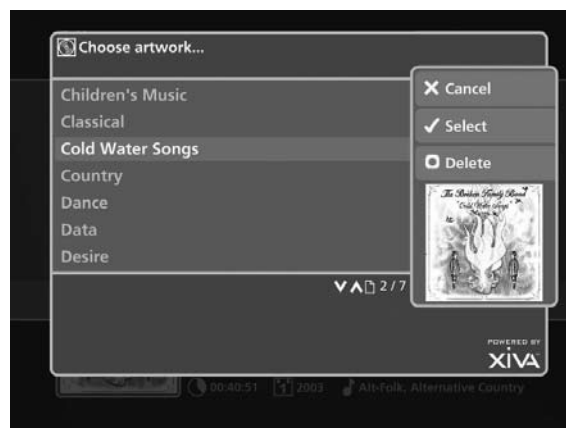 Choose artwork...
Children's Music
Classical
Cold Water Songs
Country
Dance
Data
Desire
Cancel
Select
Delete
The Broken Family Band
Cold Water Songs
2 / 7
POWERED BY
XiVA
00:40:51 1 2003 Alt-Folk, Alternative Country